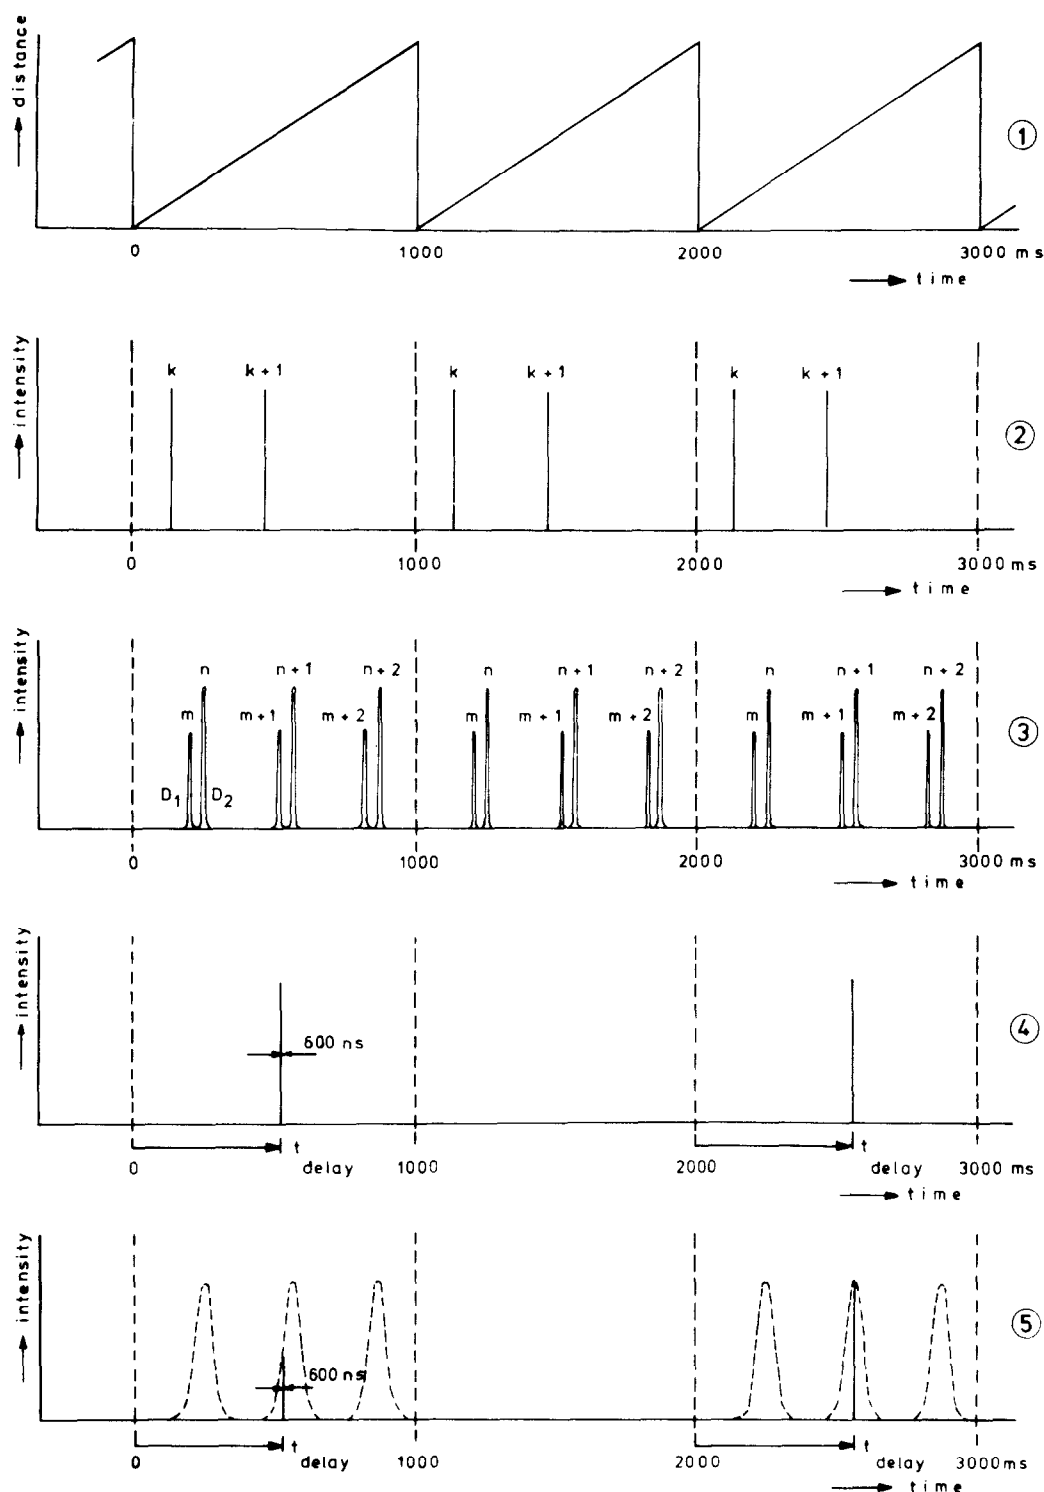 distance
1
0 1000 2000 3000 ms
time
intensity
k k + 1 k k + 1 k k + 1
2
0 1000 2000 3000 ms
time
intensity
n n + 1 n + 2 n n + 1 n + 2 n n + 1 n + 2
m m + 1 m + 2 m m + 1 m + 2 m m + 1 m + 2
3
D1 D2
0 1000 2000 3000 ms
time
intensity
4
600 ns
t t
0 delay 1000 2000 delay 3000 ms
time
intensity
5
600 ns
t t
0 delay 1000 2000 delay 3000 ms
time